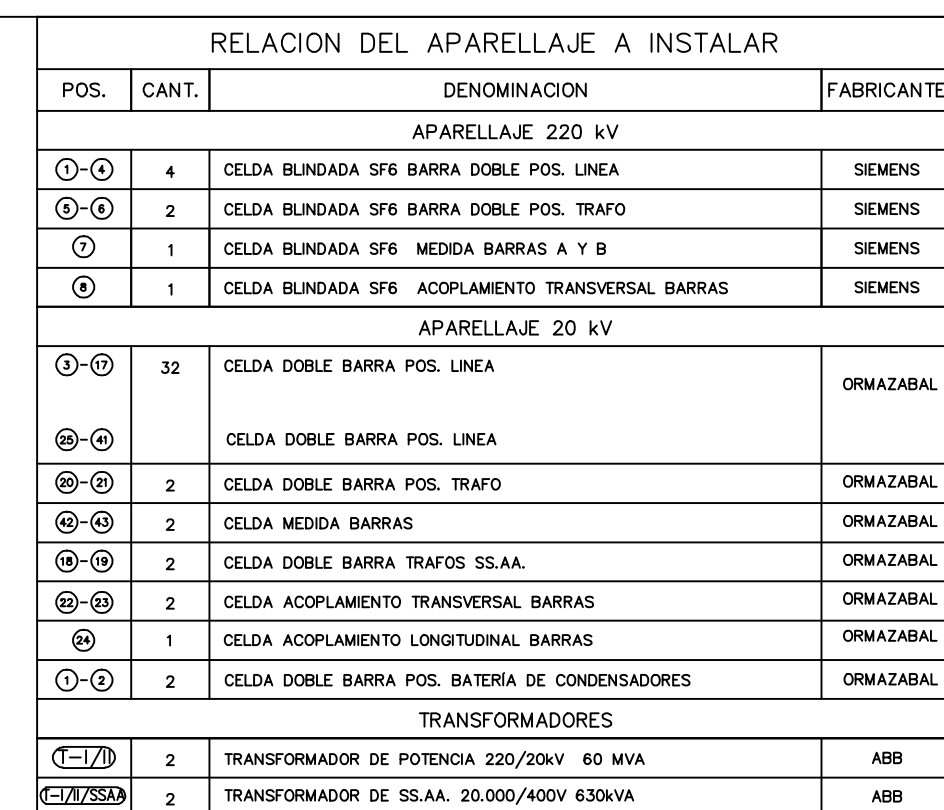 RELACION DEL APARELLAJE A INSTALAR
POS. CANT. DENOMINACION FABRICANTE
APARELLAJE 220 kV
1-4 4 CELDA BLINDADA SF6 BARRA DOBLE POS. LINEA SIEMENS
5-6 2 CELDA BLINDADA SF6 BARRA DOBLE POS. TRAFO SIEMENS
7 1 CELDA BLINDADA SF6 MEDIDA BARRAS A Y B SIEMENS
8 1 CELDA BLINDADA SF6 ACOPLAMIENTO TRANSVERSAL BARRAS SIEMENS
APARELLAJE 20 kV
3-17 32 CELDA DOBLE BARRA POS. LINEA
ORMAZABAL
25-41 CELDA DOBLE BARRA POS. LINEA
20-21 2 CELDA DOBLE BARRA POS. TRAFO ORMAZABAL
42-43 2 CELDA MEDIDA BARRAS ORMAZABAL
18-19 2 CELDA DOBLE BARRA TRAFOS SS.AA. ORMAZABAL
22-23 2 CELDA ACOPLAMIENTO TRANSVERSAL BARRAS ORMAZABAL
24 1 CELDA ACOPLAMIENTO LONGITUDINAL BARRAS ORMAZABAL
1-2 2 CELDA DOBLE BARRA POS. BATERÍA DE CONDENSADORES ORMAZABAL
TRANSFORMADORES
T-I/II 2 TRANSFORMADOR DE POTENCIA 220/20kV 60 MVA ABB
T-I/II/SSAA 2 TRANSFORMADOR DE SS.AA. 20.000/400V 630kVA ABB